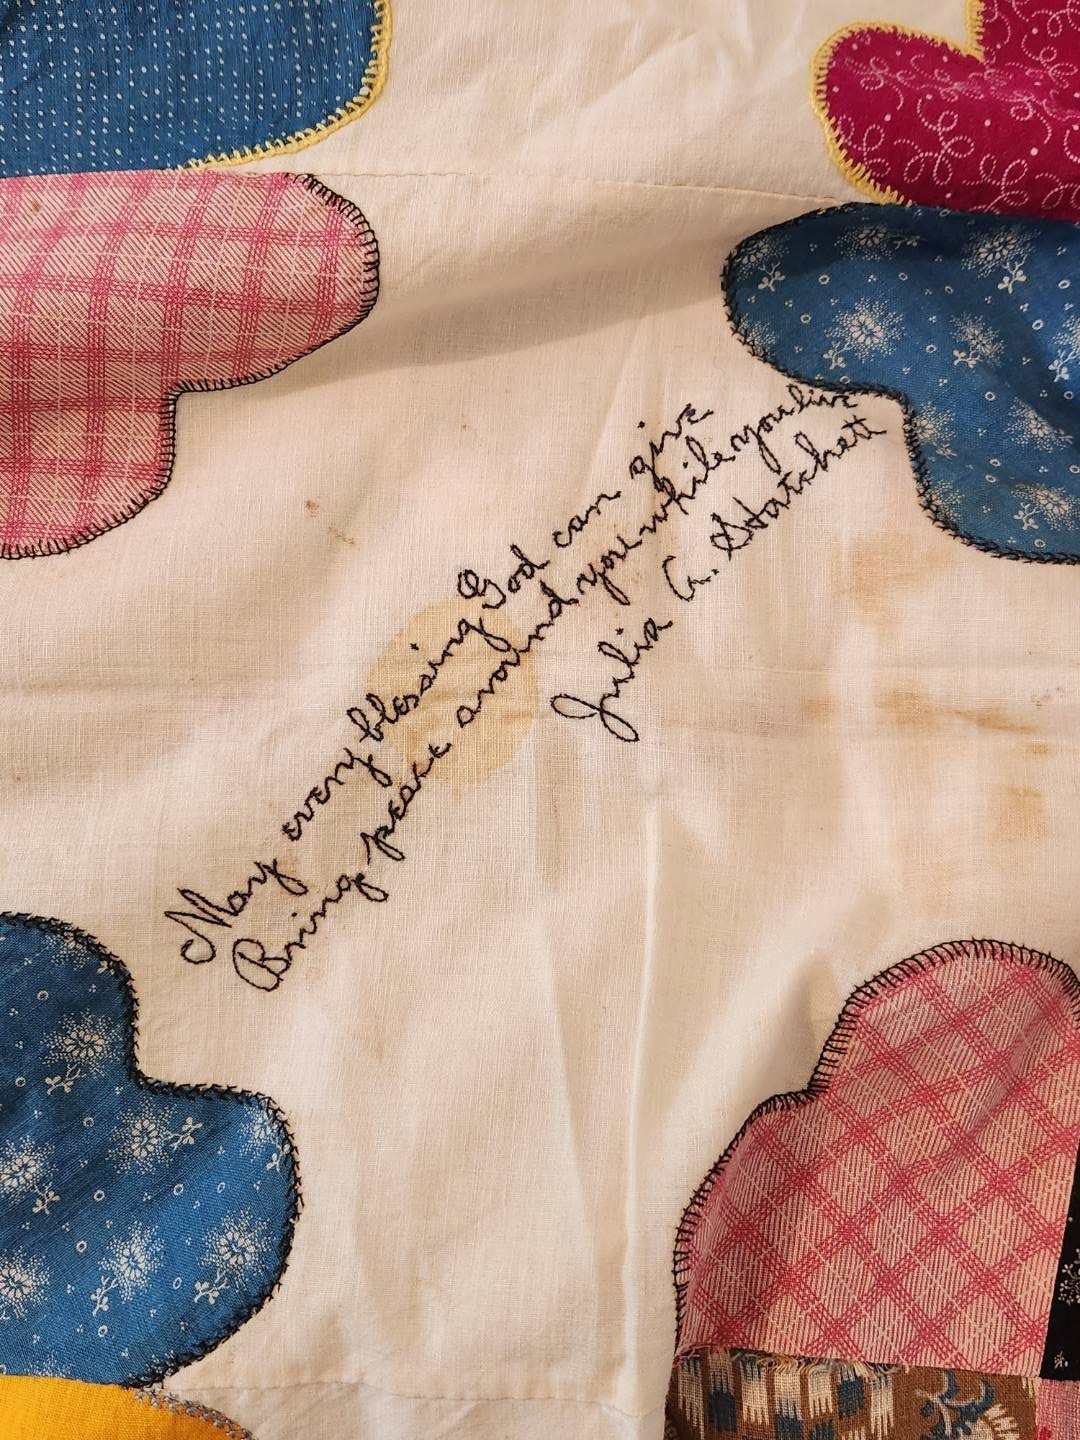 May every blessing God can give
Bring peace around you while you live
Julia A. Statchett